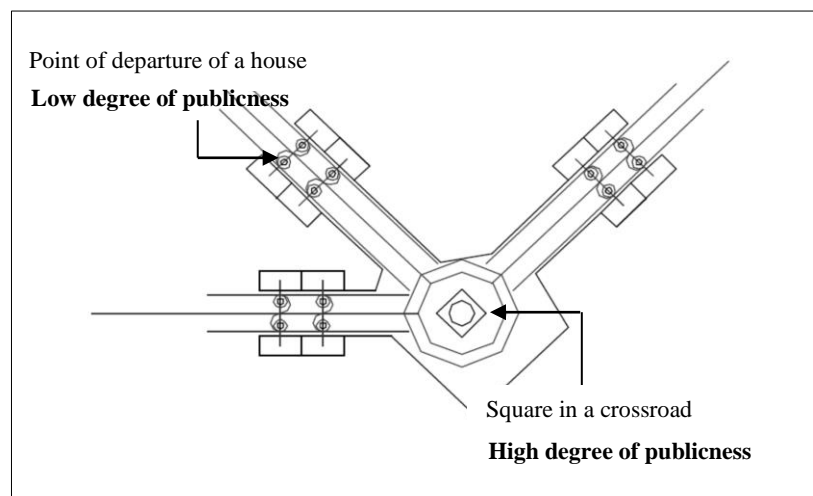 Point of departure of a house
Low degree of publicness
Square in a crossroad
High degree of publicness